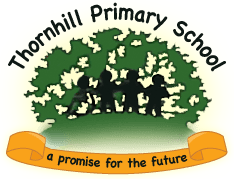 Thornhill Primary School
a promise for the future